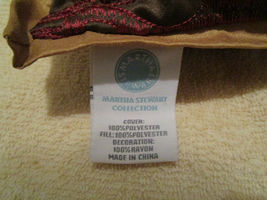 MARTHA STEWART
COLLECTION
COVER:
100%POLYESTER
FILL:100%POLYESTER
DECORATION:
100%RAYON
MADE IN CHINA